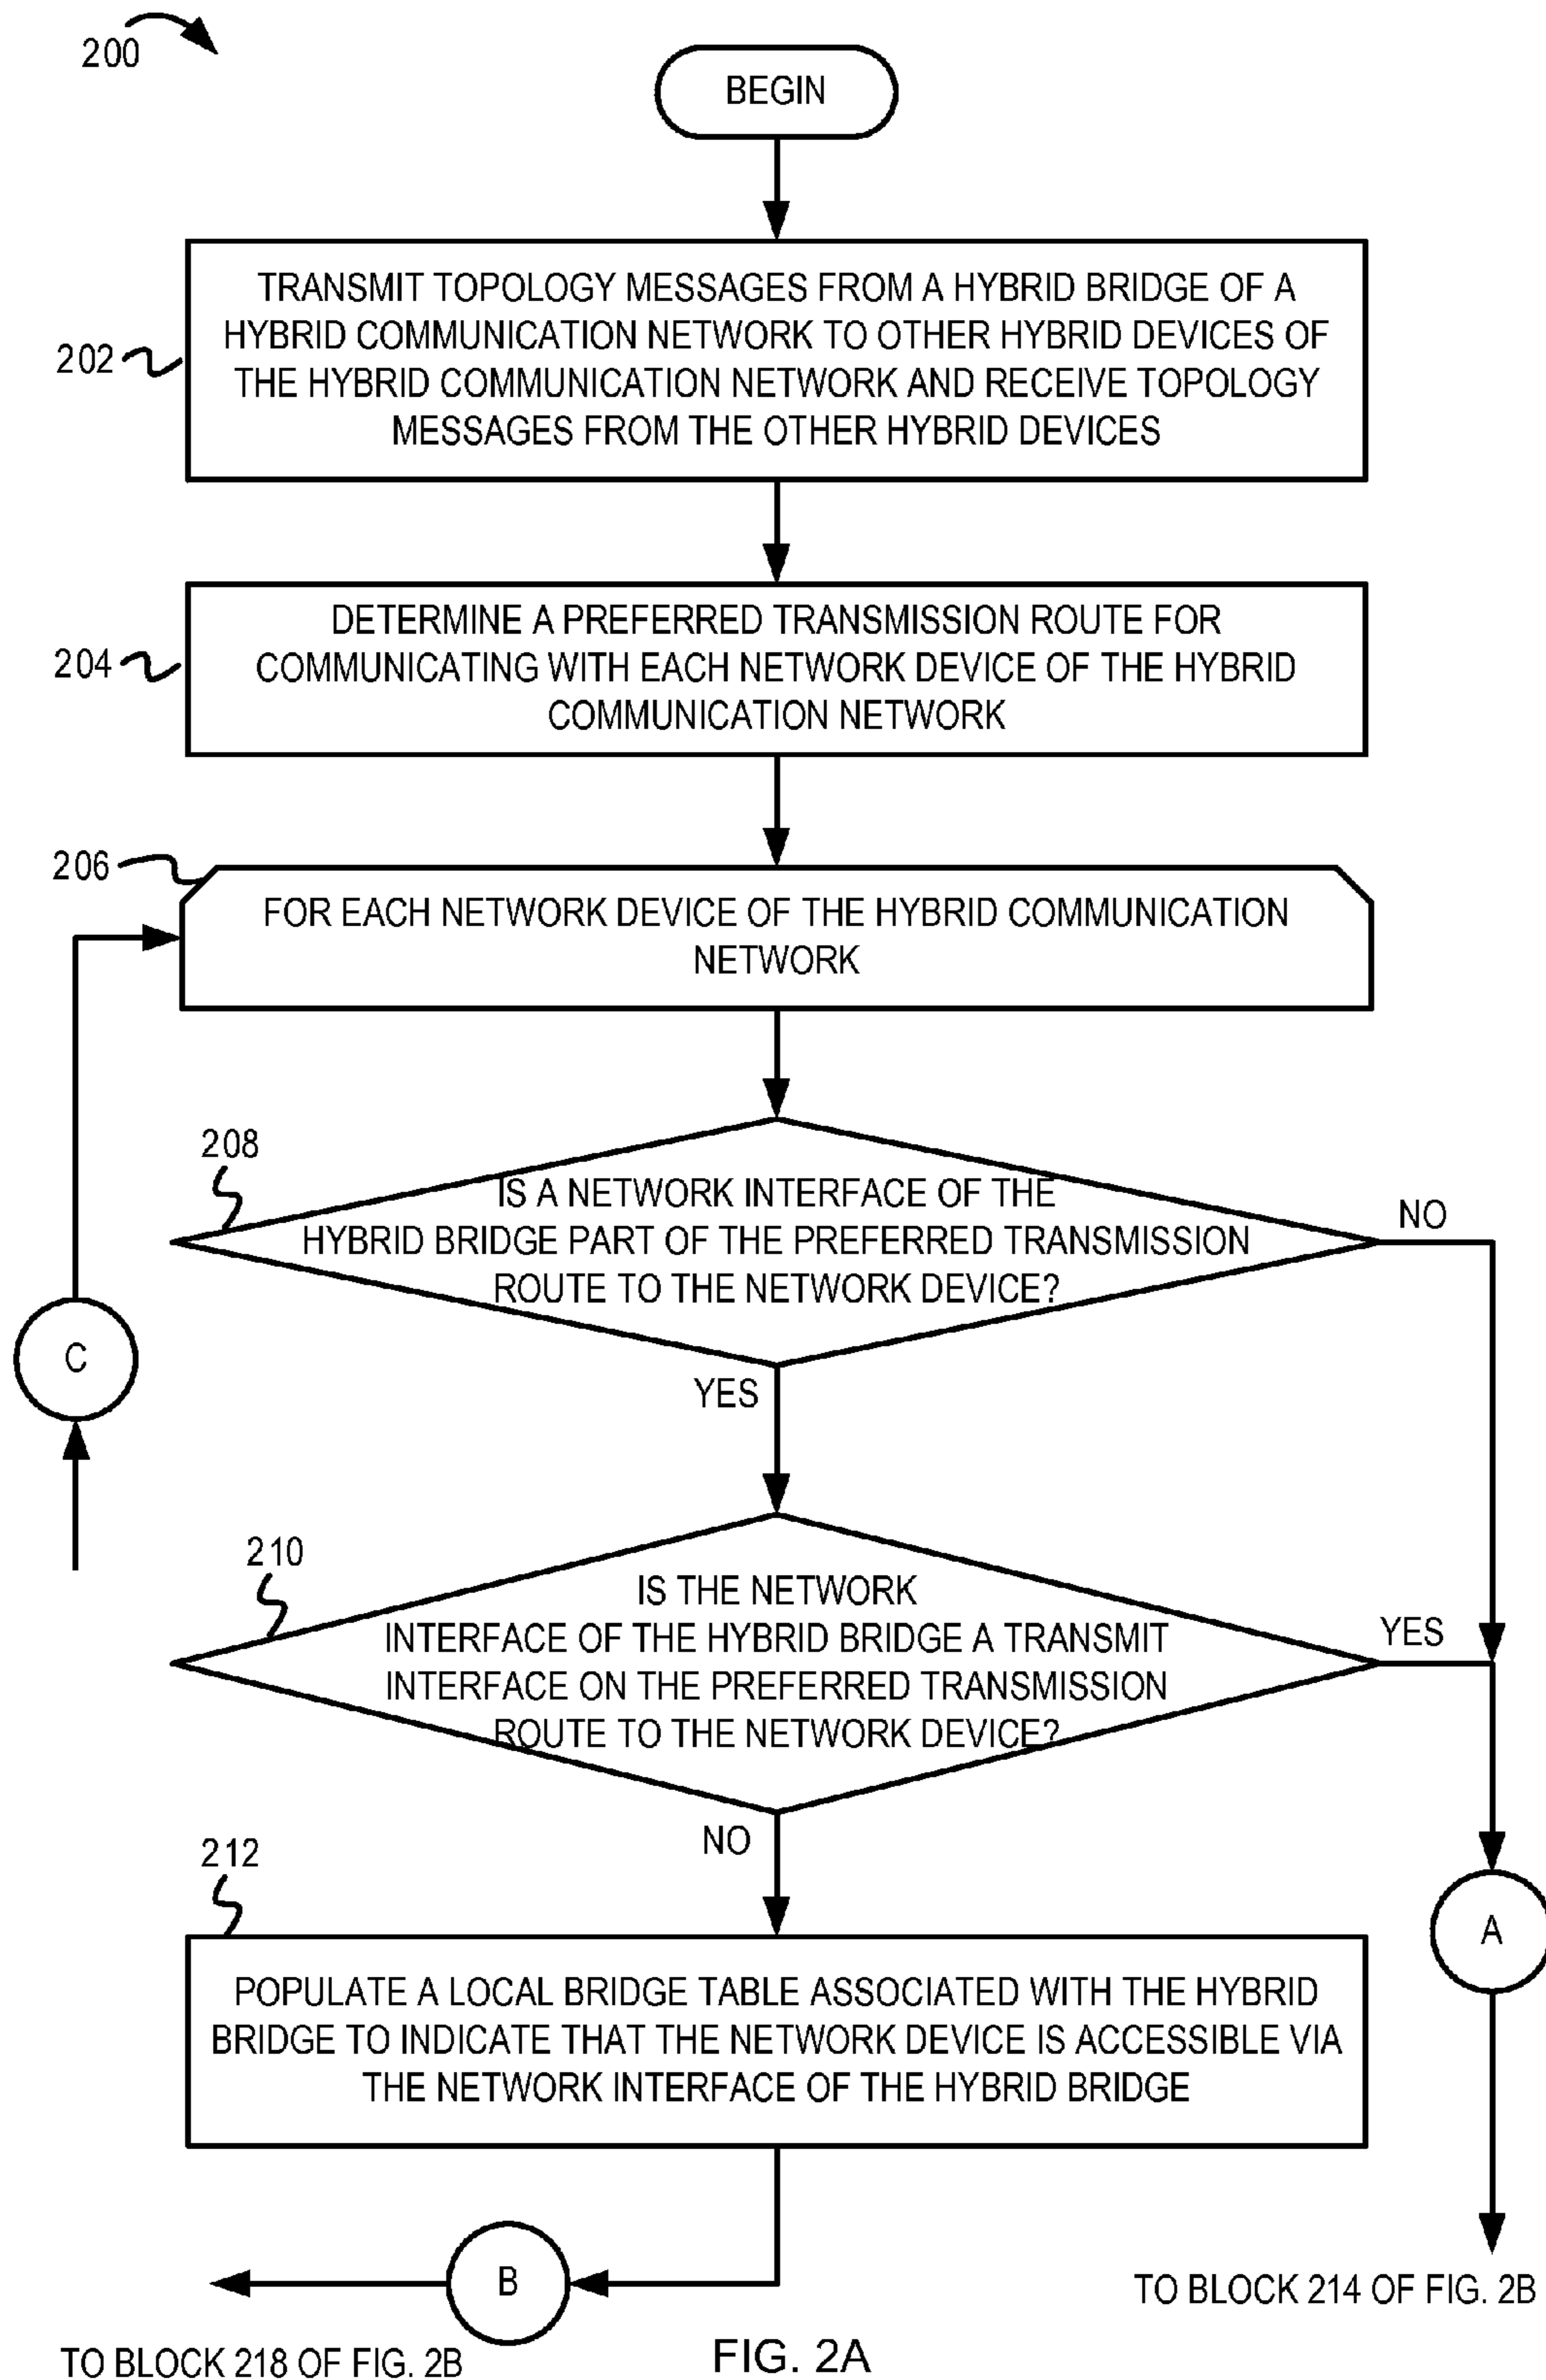 200
BEGIN
202
TRANSMIT TOPOLOGY MESSAGES FROM A HYBRID BRIDGE OF A
HYBRID COMMUNICATION NETWORK TO OTHER HYBRID DEVICES OF
THE HYBRID COMMUNICATION NETWORK AND RECEIVE TOPOLOGY
MESSAGES FROM THE OTHER HYBRID DEVICES
204
DETERMINE A PREFERRED TRANSMISSION ROUTE FOR
COMMUNICATING WITH EACH NETWORK DEVICE OF THE HYBRID
COMMUNICATION NETWORK
206
FOR EACH NETWORK DEVICE OF THE HYBRID COMMUNICATION
NETWORK
208
IS A NETWORK INTERFACE OF THE
HYBRID BRIDGE PART OF THE PREFERRED TRANSMISSION
ROUTE TO THE NETWORK DEVICE?
NO
C
YES
210
IS THE NETWORK
INTERFACE OF THE HYBRID BRIDGE A TRANSMIT
INTERFACE ON THE PREFERRED TRANSMISSION
ROUTE TO THE NETWORK DEVICE?
YES
NO
212
POPULATE A LOCAL BRIDGE TABLE ASSOCIATED WITH THE HYBRID
BRIDGE TO INDICATE THAT THE NETWORK DEVICE IS ACCESSIBLE VIA
THE NETWORK INTERFACE OF THE HYBRID BRIDGE
A
B
TO BLOCK 214 OF FIG. 2B
TO BLOCK 218 OF FIG. 2B
FIG. 2A